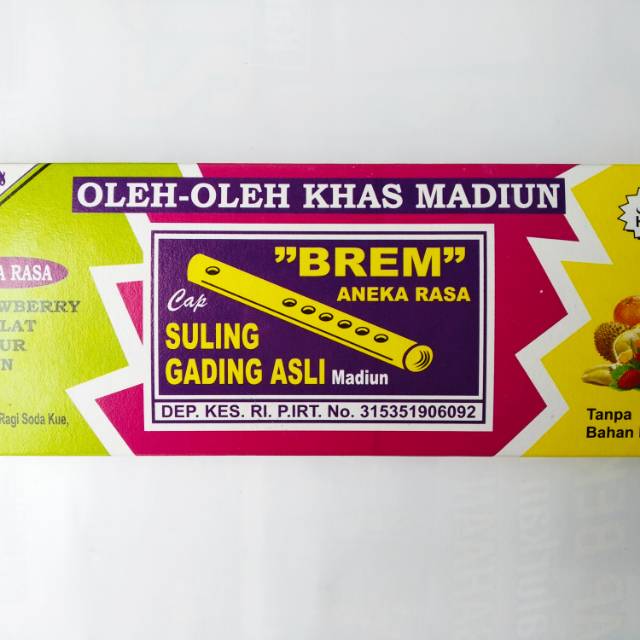 OLEH-OLEH KHAS MADIUN
"BREM"
ANEKA RASA
Cap
SULING
GADING ASLI Madiun
DEP. KES. RI. P.IRT. No. 315351906092
RASA
Ragi Soda Kue,
Tanpa
Bahan